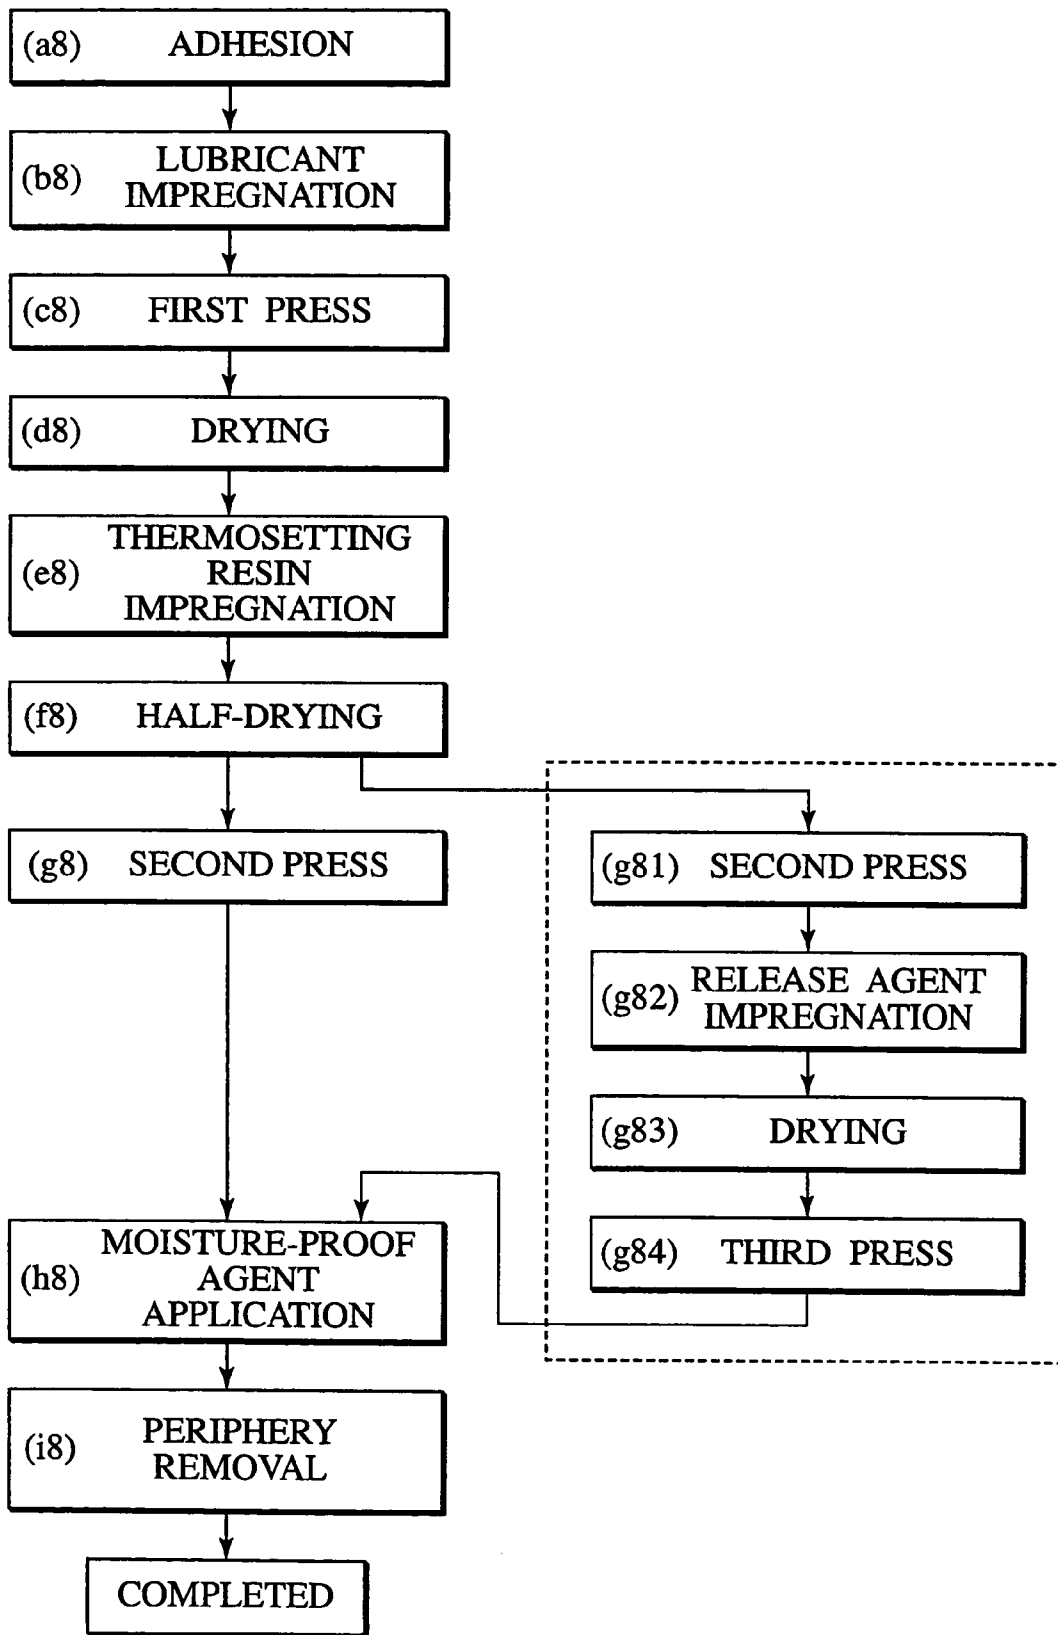 (a8) ADHESION
(b8) LUBRICANT
IMPREGNATION
(c8) FIRST PRESS
(d8) DRYING
(e8) THERMOSETTING
RESIN
IMPREGNATION
(f8) HALF-DRYING
(g8) SECOND PRESS
(g81) SECOND PRESS
(g82) RELEASE AGENT
IMPREGNATION
(g83) DRYING
(g84) THIRD PRESS
(h8) MOISTURE-PROOF
AGENT
APPLICATION
(i8) PERIPHERY
REMOVAL
COMPLETED